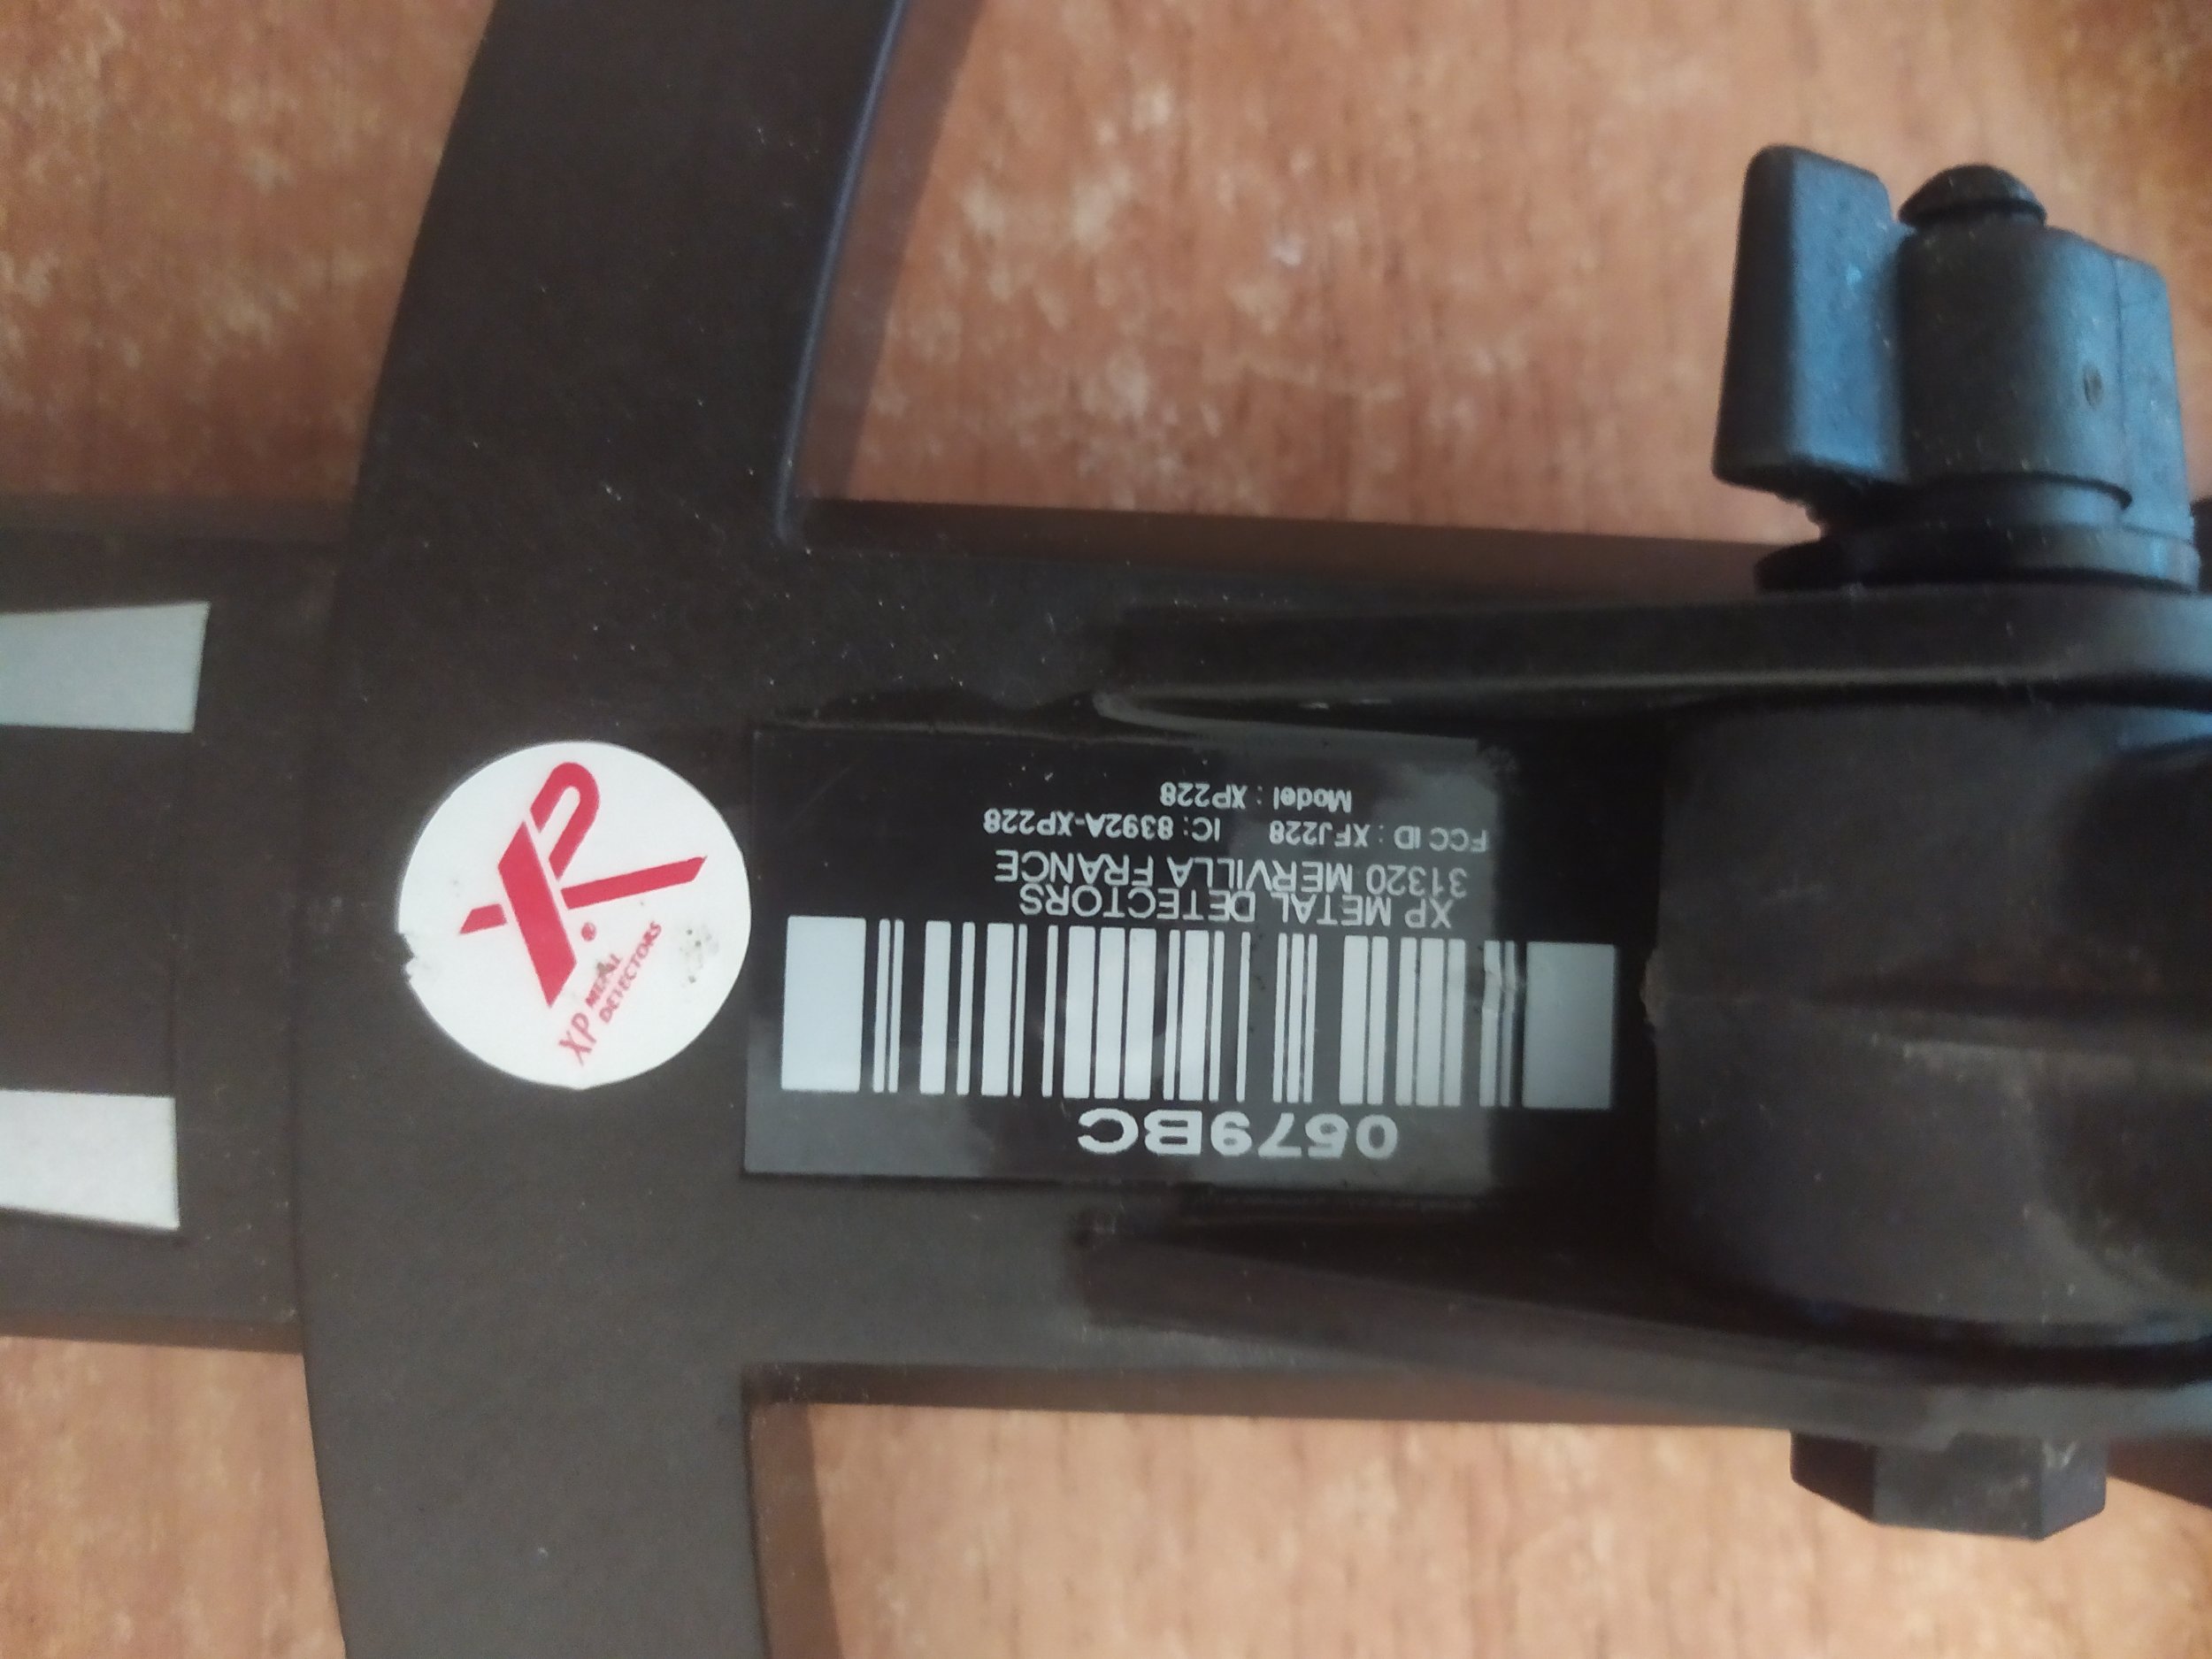 0579BC
XP METAL DETECTORS
31320 MERVILLA FRANCE
FCC ID : XFJ228 IC: 8392A-XP228
Model : XP228
XP®
XP METAL
DETECTORS